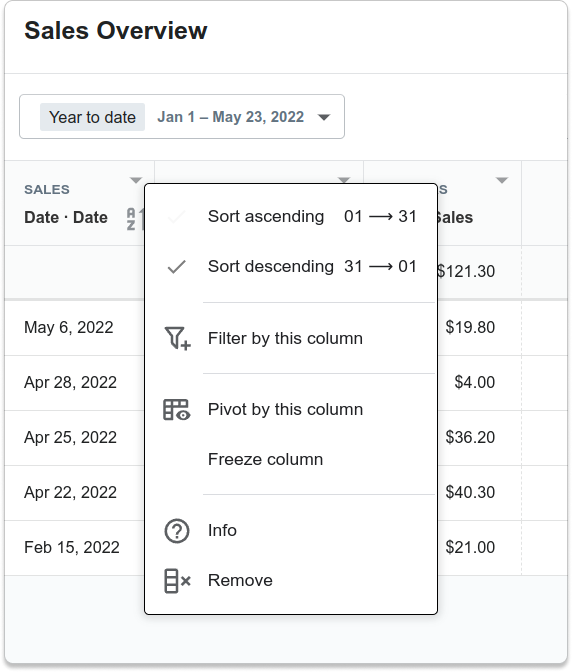 Sales Overview
Year to date Jan 1 – May 23, 2022
SALES
Date · Date
Sales
$121.30
May 6, 2022 $19.80
Apr 28, 2022 $4.00
Apr 25, 2022 $36.20
Apr 22, 2022 $40.30
Feb 15, 2022 $21.00
Sort ascending 01 ⟶ 31
Sort descending 31 ⟶ 01
Filter by this column
Pivot by this column
Freeze column
Info
Remove